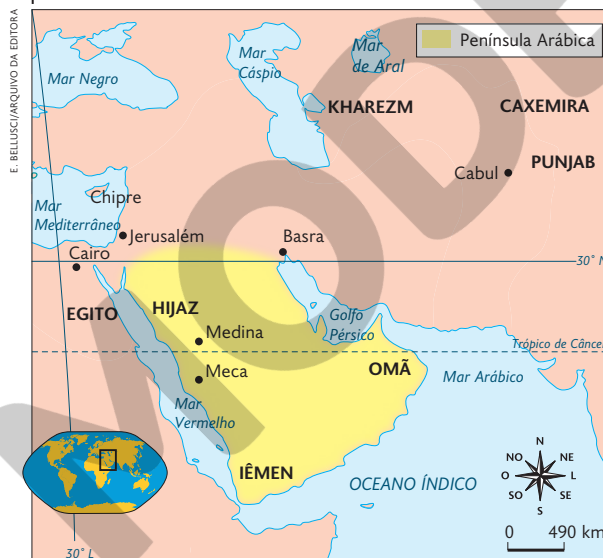 E. BELLUSCI/ARQUIVO DA EDITORA
Península Arábica
Mar Negro
Mar
Cáspio
Mar
de Aral
KHAREZM
CAXEMIRA
PUNJAB
Cabul
Chipre
Mar
Mediterrâneo
Jerusalém
Cairo
Basra
30° N
EGITO
HIJAZ
Medina
Meca
Golfo
Pérsico
Trópico de Cânce
OMÃ
Mar Arábico
Mar
Vermelho
IÊMEN
OCEANO ÍNDICO
N
NO
NE
O
L
SO
SE
S
0 490 km
30° L
MOD